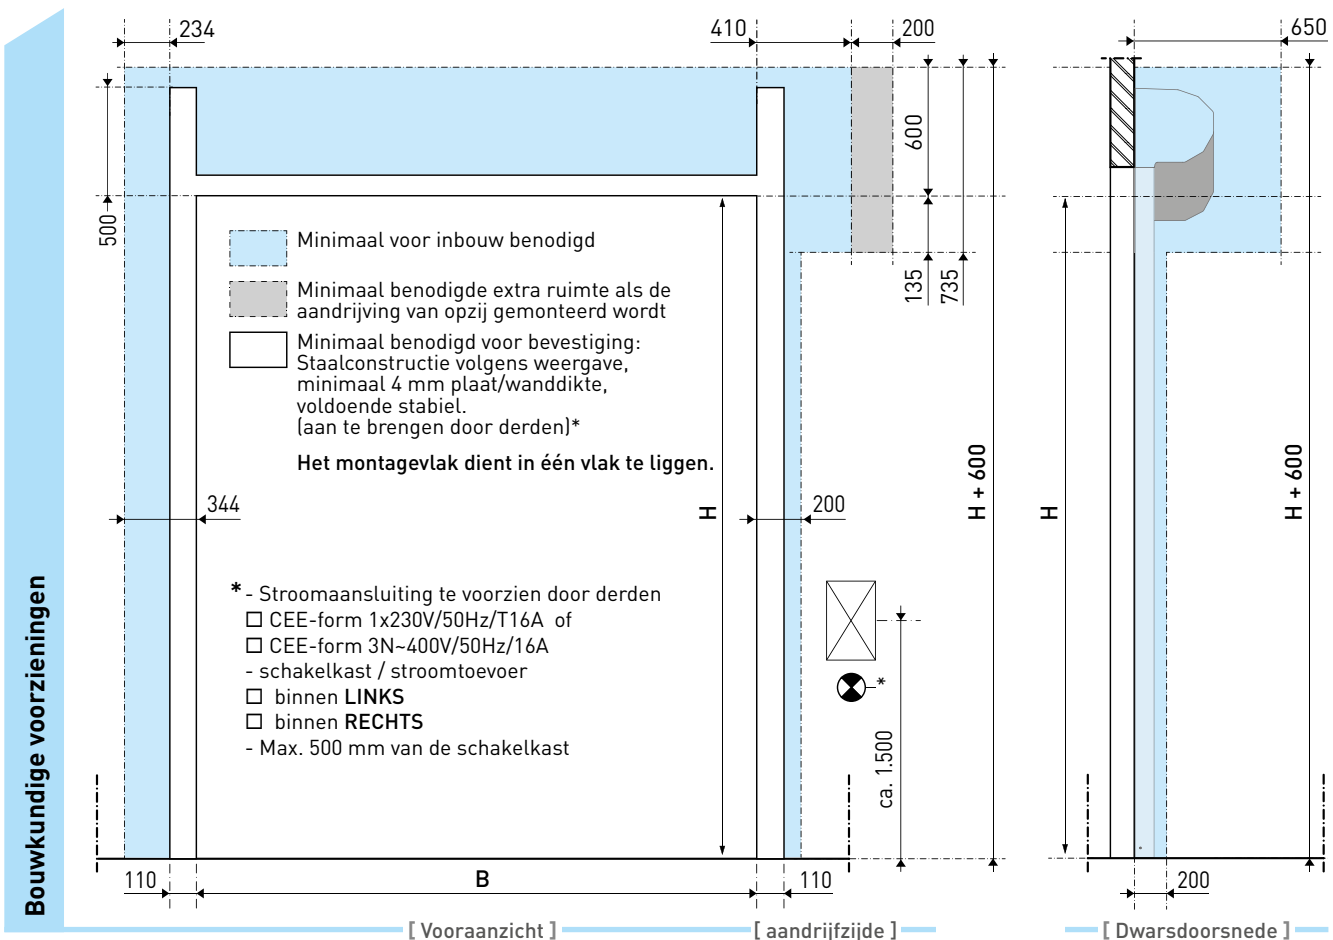 Bouwkundige voorzieningen
234
410
200
650
500
600
135
735
Minimaal voor inbouw benodigd
Minimaal benodigde extra ruimte als de
aandrijving van opzij gemonteerd wordt
Minimaal benodigd voor bevestiging:
Staalconstructie volgens weergave,
minimaal 4 mm plaat/wanddikte,
voldoende stabiel.
(aan te brengen door derden)*
Het montagevlak dient in één vlak te liggen.
344
200
H
H + 600
H
H + 600
* - Stroomaansluiting te voorzien door derden
☐ CEE-form 1x230V/50Hz/T16A of
☐ CEE-form 3N~400V/50Hz/16A
- schakelkast / stroomtoevoer
☐ binnen LINKS
☐ binnen RECHTS
- Max. 500 mm van de schakelkast
*
ca. 1.500
110
B
110
200
[ Vooraanzicht ]
[ aandrijfzijde ]
[ Dwarsdoorsnede ]